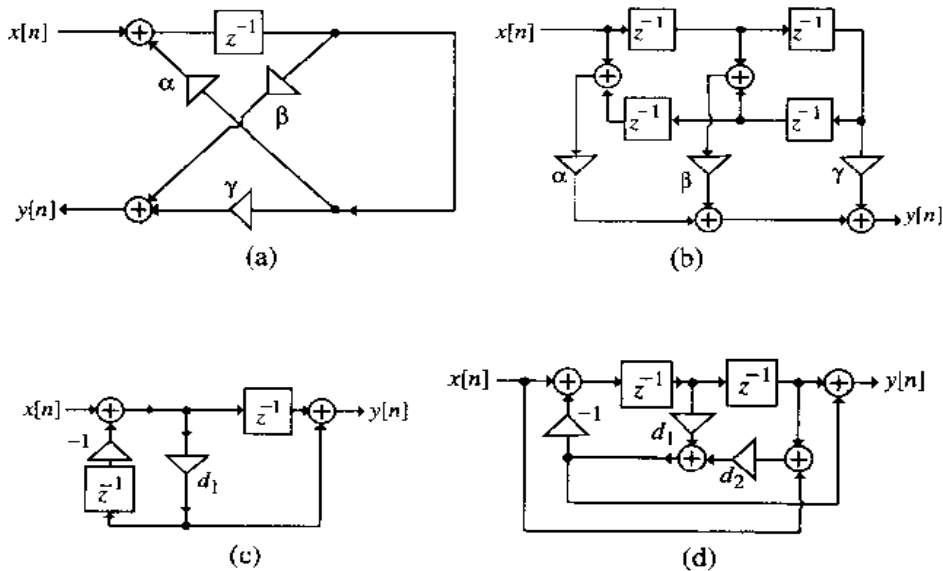 x[n]
z⁻¹
α
β
γ
y[n]
(a)
x[n]
z⁻¹
z⁻¹
z⁻¹
z⁻¹
α
β
γ
y[n]
(b)
x[n]
z⁻¹
y[n]
−1
z⁻¹
d₁
(c)
x[n]
z⁻¹
z⁻¹
y[n]
−1
d₁
d₂
(d)